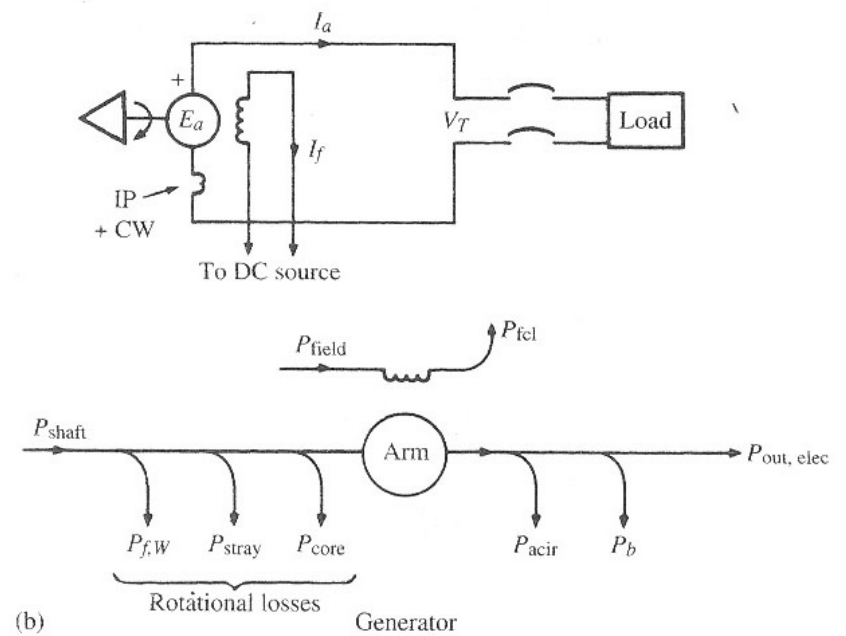 I_a
+
E_a
V_T
Load
I_f
IP
+ CW
To DC source
P_field
P_fcl
P_shaft
Arm
P_out, elec
P_f,W
P_stray
P_core
P_acir
P_b
Rotational losses
(b)
Generator